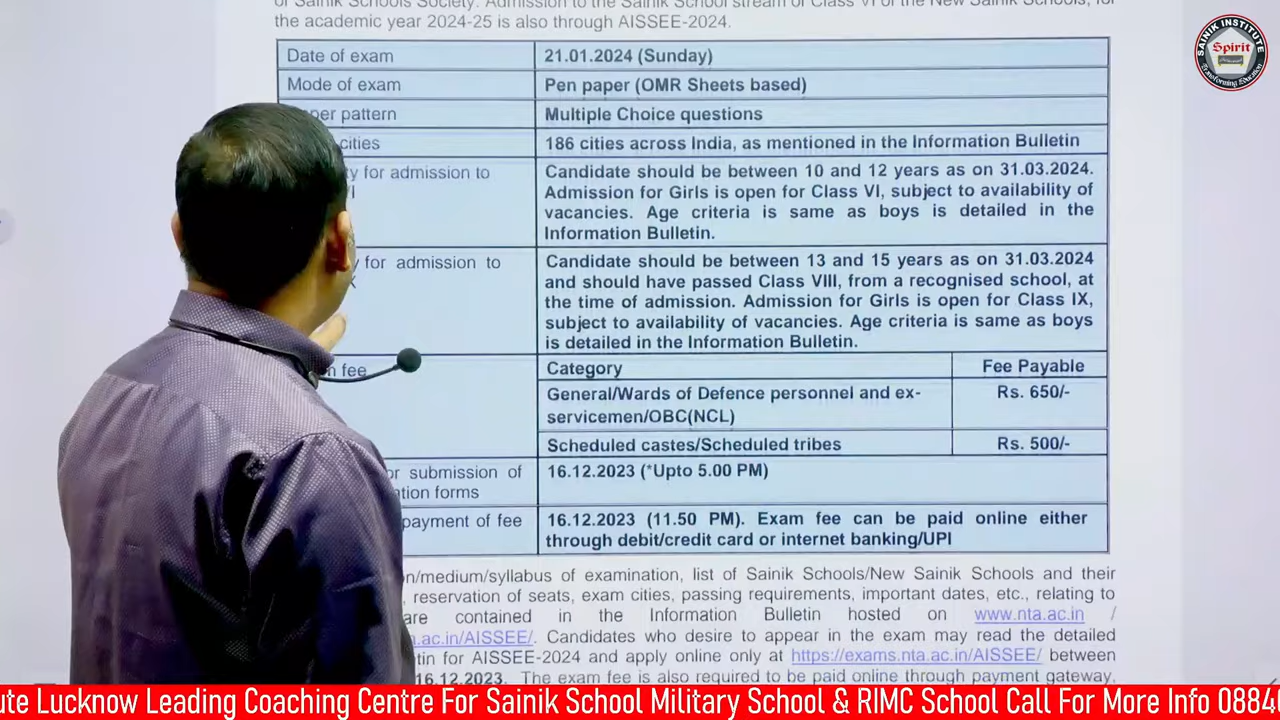 of Sainik Schools Society. Admission to the Sainik School stream of Class VI of the New Sainik Schools, for
the academic year 2024-25 is also through AISSEE-2024.
Date of exam 21.01.2024 (Sunday)
Mode of exam Pen paper (OMR Sheets based)
per pattern Multiple Choice questions
cities 186 cities across India, as mentioned in the Information Bulletin
y for admission to Candidate should be between 10 and 12 years as on 31.03.2024.
Admission for Girls is open for Class VI, subject to availability of
vacancies. Age criteria is same as boys is detailed in the
Information Bulletin.
y for admission to Candidate should be between 13 and 15 years as on 31.03.2024
and should have passed Class VIII, from a recognised school, at
the time of admission. Admission for Girls is open for Class IX,
subject to availability of vacancies. Age criteria is same as boys
is detailed in the Information Bulletin.
n fee Category Fee Payable
General/Wards of Defence personnel and ex- Rs. 650/-
servicemen/OBC(NCL)
Scheduled castes/Scheduled tribes Rs. 500/-
or submission of 16.12.2023 (*Upto 5.00 PM)
ation forms
payment of fee 16.12.2023 (11.50 PM). Exam fee can be paid online either
through debit/credit card or internet banking/UPI
on/medium/syllabus of examination, list of Sainik Schools/New Sainik Schools and their
, reservation of seats, exam cities, passing requirements, important dates, etc., relating to
are contained in the Information Bulletin hosted on www.nta.ac.in /
.ac.in/AISSEE/. Candidates who desire to appear in the exam may read the detailed
tin for AISSEE-2024 and apply online only at https://exams.nta.ac.in/AISSEE/ between
16.12.2023. The exam fee is also required to be paid online through payment gateway.
SAINIK INSTITUTE
Spirit
Transforming Education
ute Lucknow Leading Coaching Centre For Sainik School Military School & RIMC School Call For More Info 0884